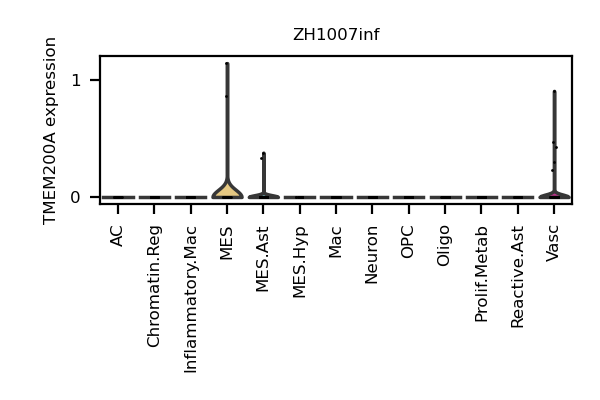 ZH1007inf
TMEM200A expression
1
0
AC
Chromatin.Reg
Inflammatory.Mac
MES
MES.Ast
MES.Hyp
Mac
Neuron
OPC
Oligo
Prolif.Metab
Reactive.Ast
Vasc